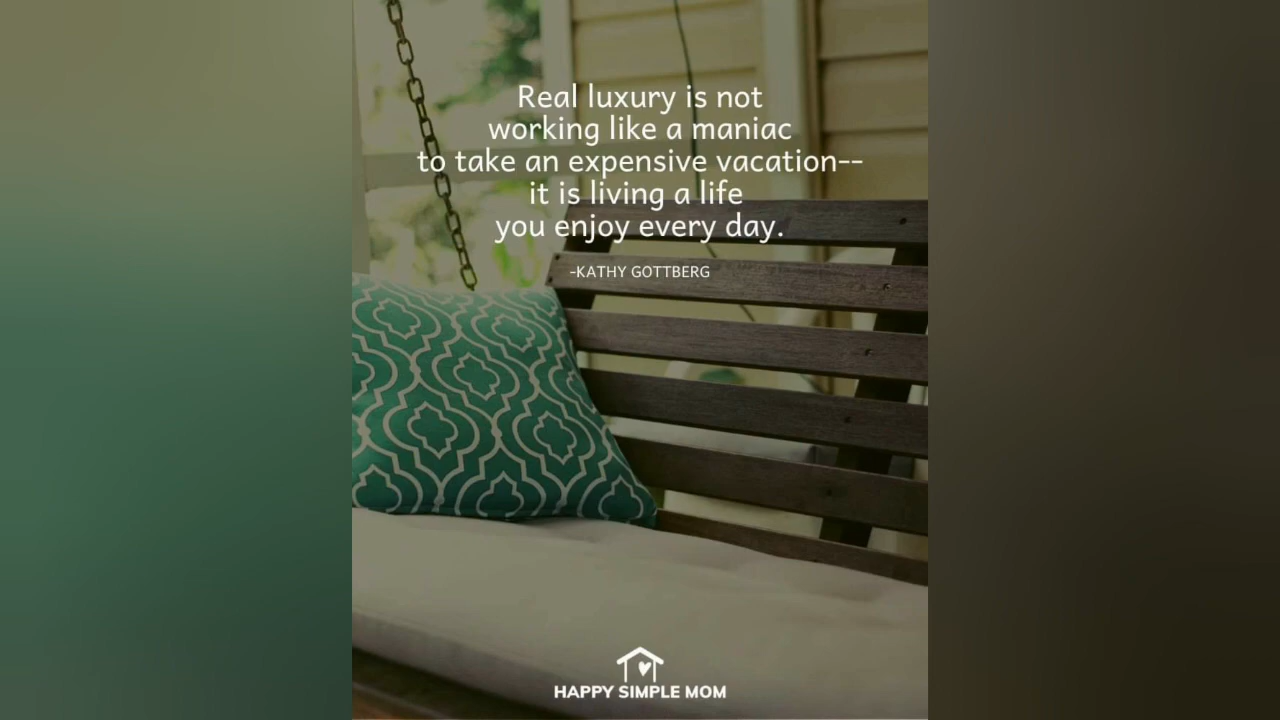 Real luxury is not
working like a maniac
to take an expensive vacation--
it is living a life
you enjoy every day.
-KATHY GOTTBERG
HAPPY SIMPLE MOM